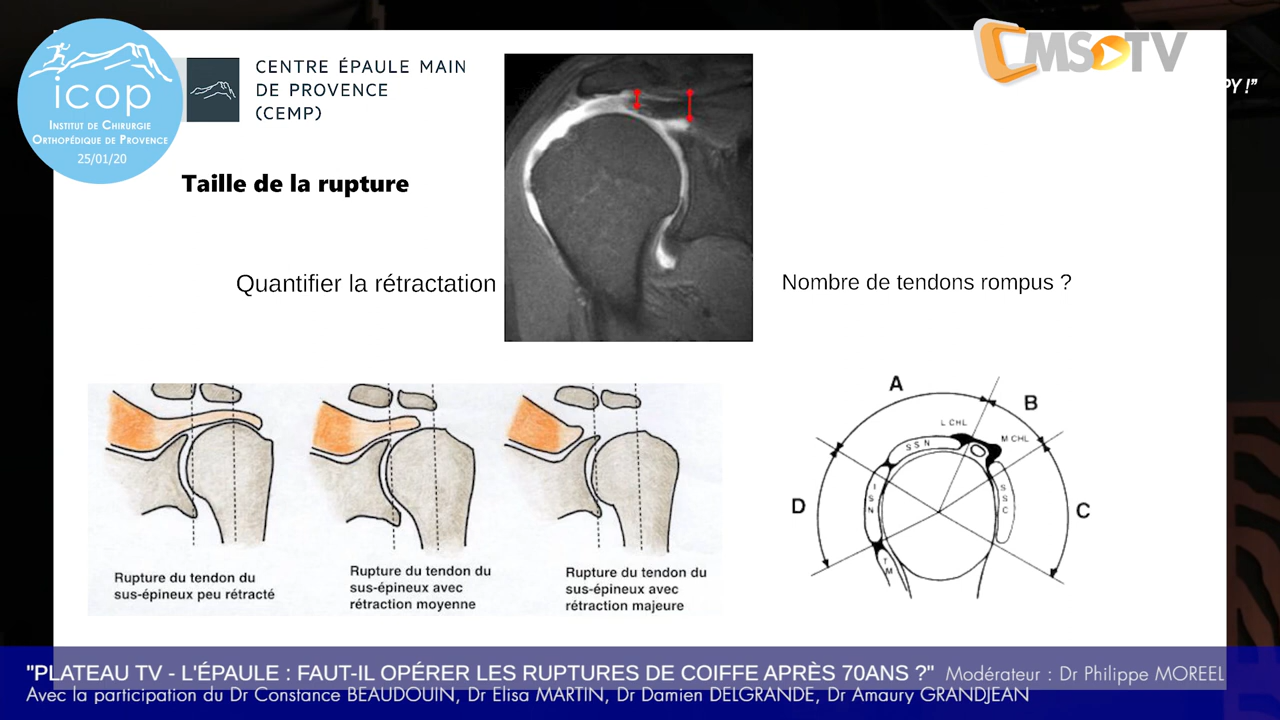 icop
INSTITUT DE CHIRURGIE
ORTHOPÉDIQUE DE PROVENCE
25/01/20
CENTRE ÉPAULE MAIN
DE PROVENCE
(CEMP)
CMS TV
PY !"
Taille de la rupture
Quantifier la rétractation
Nombre de tendons rompus ?
Rupture du tendon du
sus-épineux peu rétracté
Rupture du tendon du
sus-épineux avec
rétraction moyenne
Rupture du tendon du
sus-épineux avec
rétraction majeure
A
B
L CHL
M CHL
SSN
ISN
SSC
D
C
TM
"PLATEAU TV - L'ÉPAULE : FAUT-IL OPÉRER LES RUPTURES DE COIFFE APRÈS 70ANS ?" Modérateur : Dr Philippe MOREEL
Avec la participation du Dr Constance BEAUDOUIN, Dr Elisa MARTIN, Dr Damien DELGRANDE, Dr Amaury GRANDJEAN